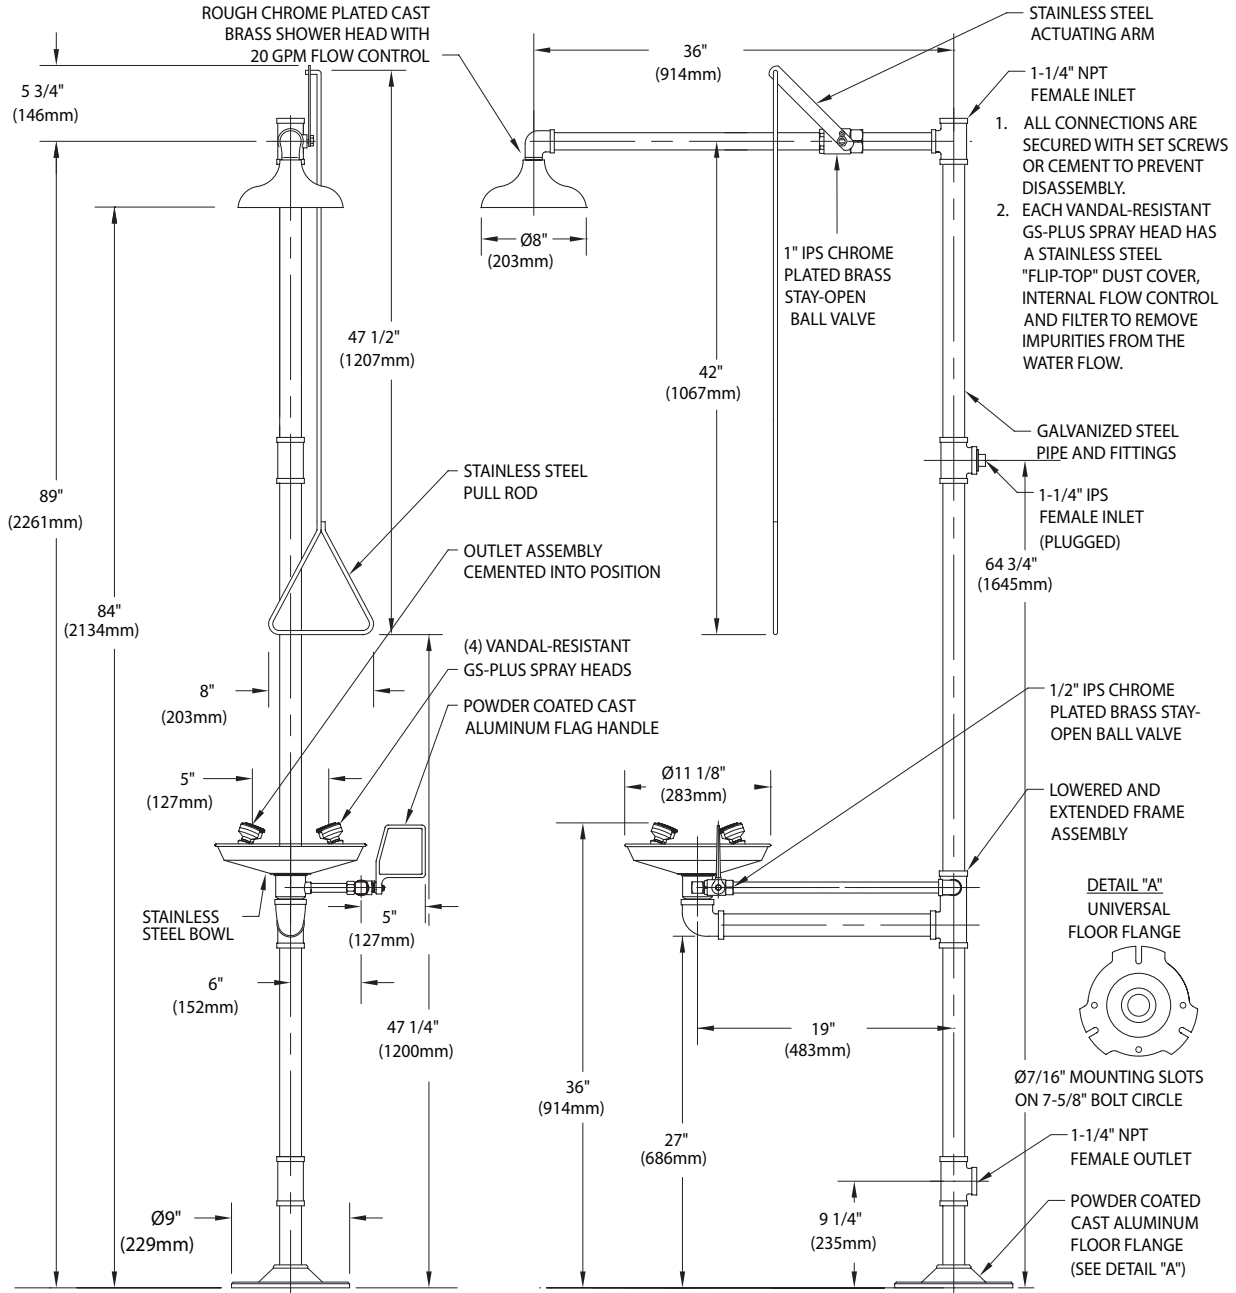 ROUGH CHROME PLATED CAST
BRASS SHOWER HEAD WITH
20 GPM FLOW CONTROL
5 3/4"
(146mm)
36"
(914mm)
STAINLESS STEEL
ACTUATING ARM
1-1/4" NPT
FEMALE INLET
1. ALL CONNECTIONS ARE
SECURED WITH SET SCREWS
OR CEMENT TO PREVENT
DISASSEMBLY.
2. EACH VANDAL-RESISTANT
GS-PLUS SPRAY HEAD HAS
A STAINLESS STEEL
"FLIP-TOP" DUST COVER,
INTERNAL FLOW CONTROL
AND FILTER TO REMOVE
IMPURITIES FROM THE
WATER FLOW.
Ø8"
(203mm)
1" IPS CHROME
PLATED BRASS
STAY-OPEN
BALL VALVE
47 1/2"
(1207mm)
42"
(1067mm)
GALVANIZED STEEL
PIPE AND FITTINGS
STAINLESS STEEL
PULL ROD
89"
(2261mm)
1-1/4" IPS
FEMALE INLET
(PLUGGED)
OUTLET ASSEMBLY
CEMENTED INTO POSITION
64 3/4"
(1645mm)
84"
(2134mm)
(4) VANDAL-RESISTANT
GS-PLUS SPRAY HEADS
8"
(203mm)
POWDER COATED CAST
ALUMINUM FLAG HANDLE
1/2" IPS CHROME
PLATED BRASS STAY-
OPEN BALL VALVE
5"
(127mm)
Ø11 1/8"
(283mm)
LOWERED AND
EXTENDED FRAME
ASSEMBLY
STAINLESS
STEEL BOWL
5"
(127mm)
DETAIL "A"
UNIVERSAL
FLOOR FLANGE
6"
(152mm)
47 1/4"
(1200mm)
19"
(483mm)
Ø7/16" MOUNTING SLOTS
ON 7-5/8" BOLT CIRCLE
36"
(914mm)
27"
(686mm)
1-1/4" NPT
FEMALE OUTLET
Ø9"
(229mm)
9 1/4"
(235mm)
POWDER COATED
CAST ALUMINUM
FLOOR FLANGE
(SEE DETAIL "A")